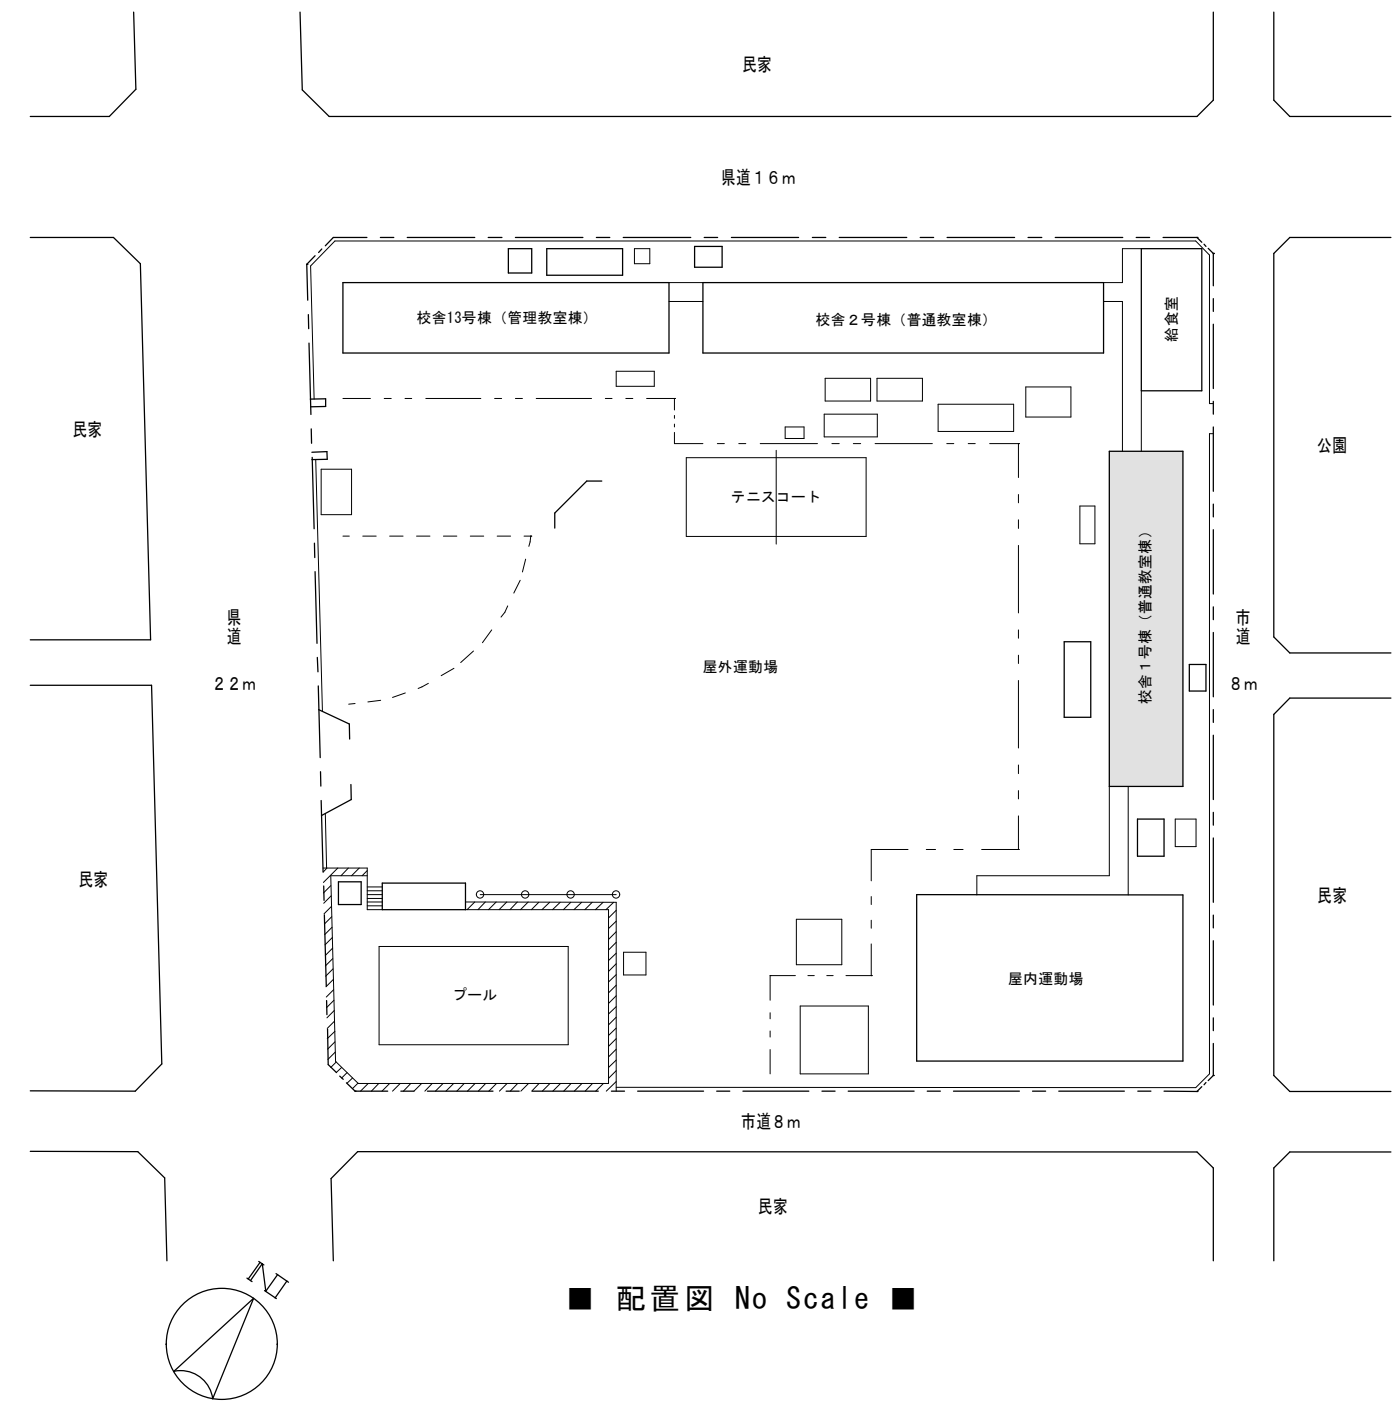 民家
県道１６ｍ
校舎13号棟（管理教室棟）
校舎２号棟（普通教室棟）
給食室
民家
公園
テニスコート
校舎１号棟（普通教室棟）
県道
２２ｍ
屋外運動場
市道
８ｍ
民家
民家
プール
屋内運動場
市道８ｍ
民家
N
■ 配置図 No Scale ■